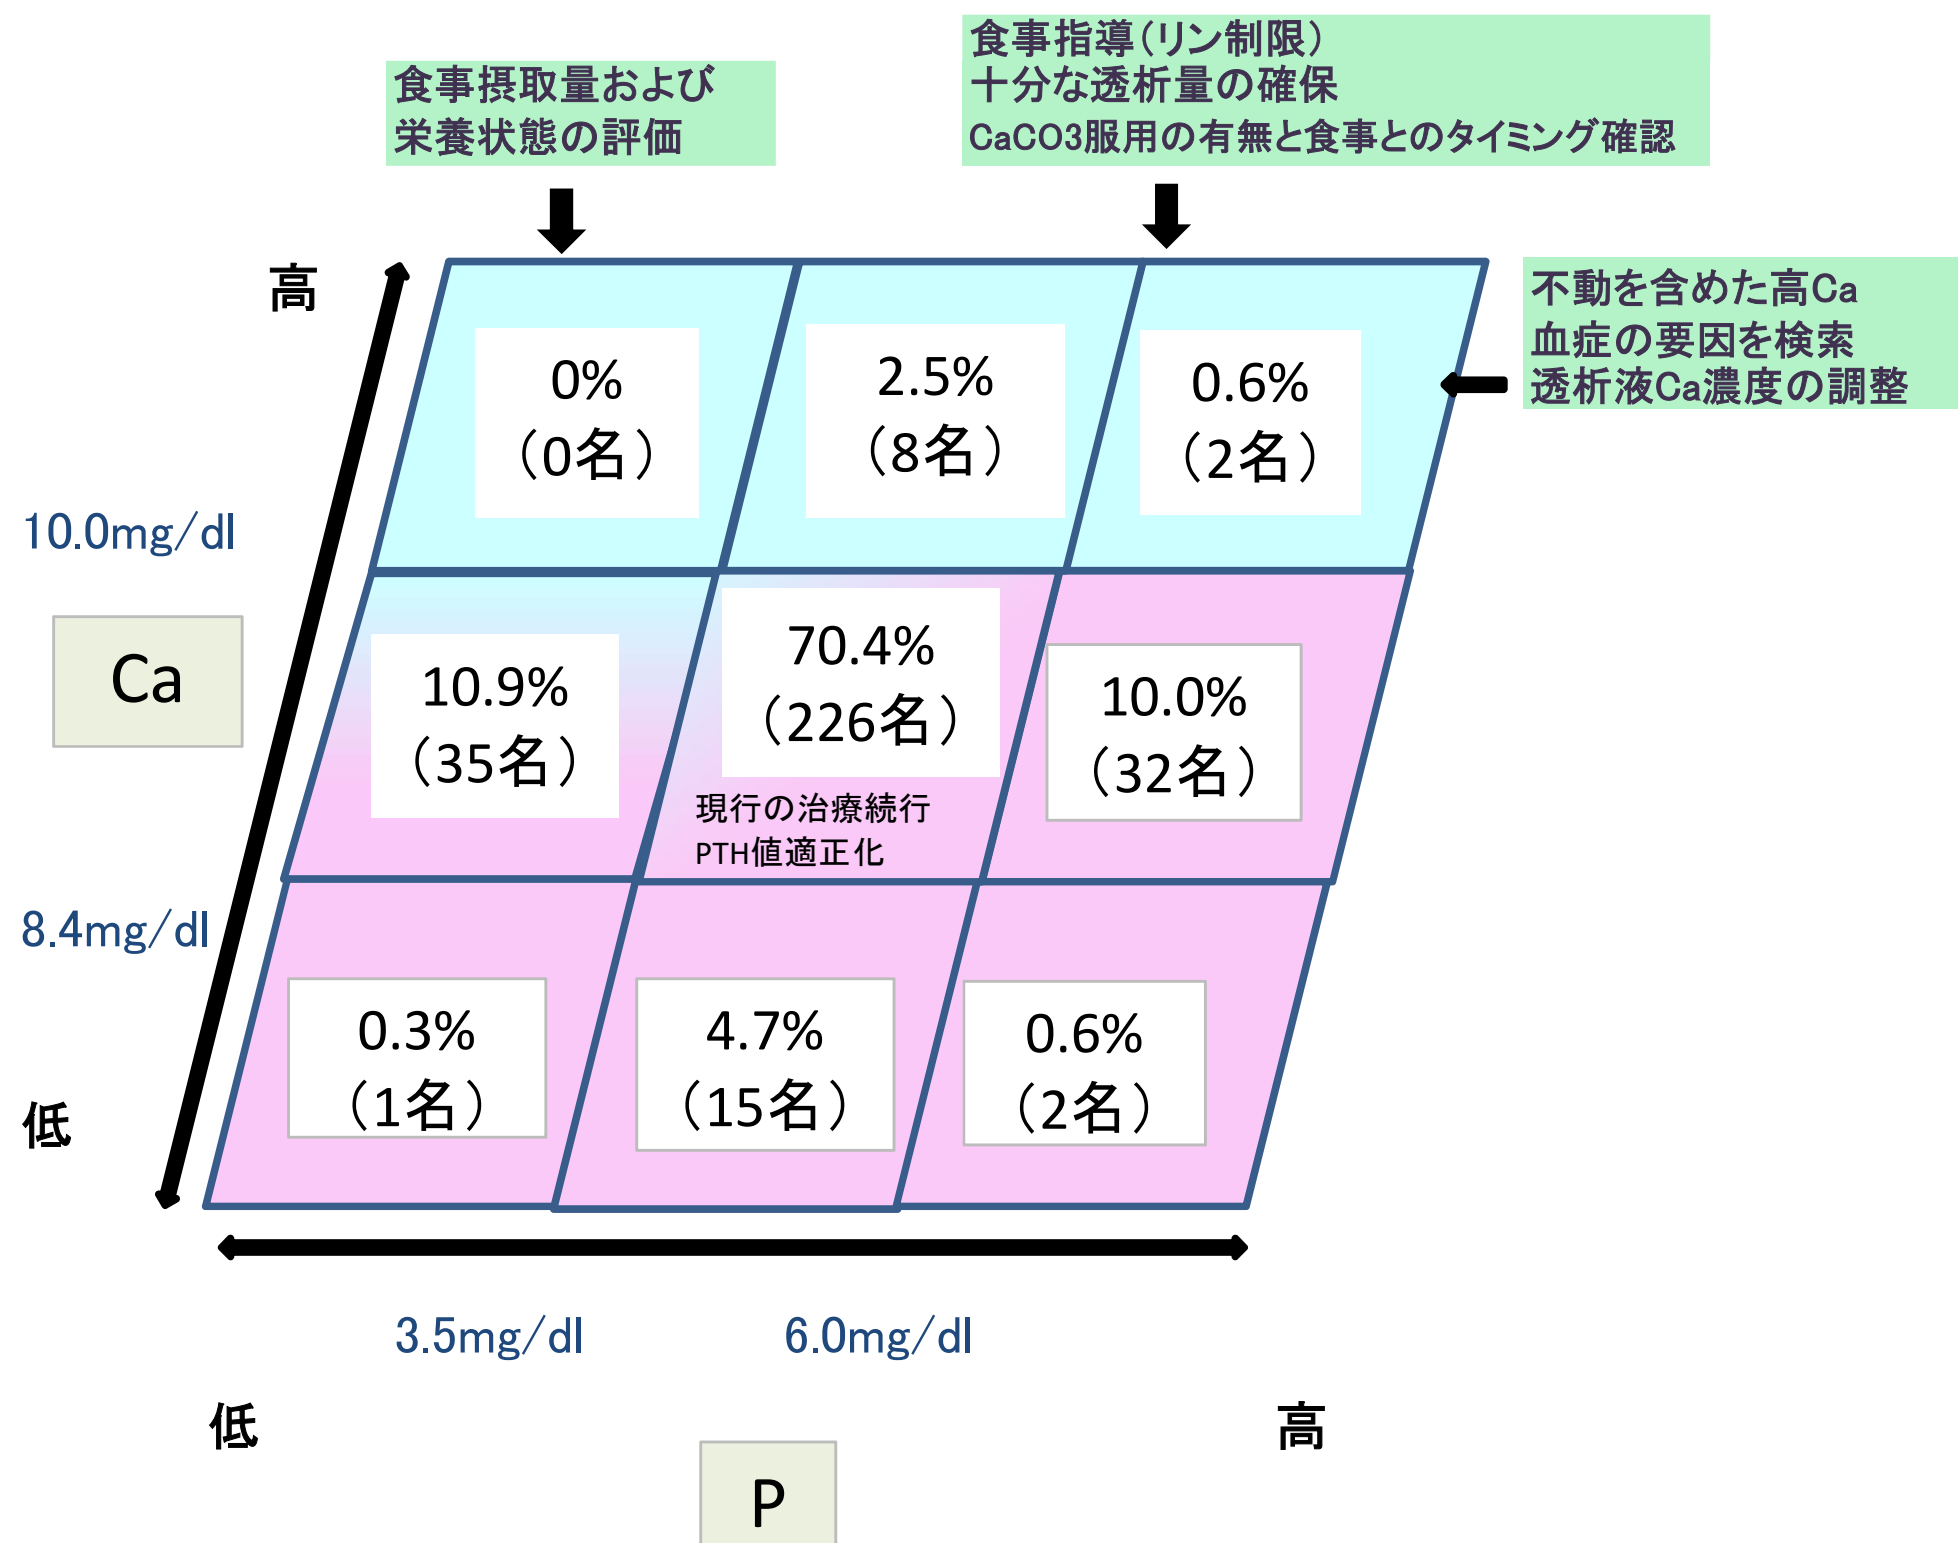 食事指導（リン制限）
十分な透析量の確保
CaCO3服用の有無と食事とのタイミング確認
食事摂取量および
栄養状態の評価
高
不動を含めた高Ca
血症の要因を検索
透析液Ca濃度の調整
0%
（0名）
2.5%
（8名）
0.6%
（2名）
10.0mg/dl
Ca
10.9%
（35名）
70.4%
（226名）
現行の治療続行
PTH値適正化
10.0%
（32名）
8.4mg/dl
0.3%
（1名）
4.7%
（15名）
0.6%
（2名）
低
3.5mg/dl
6.0mg/dl
低
高
P